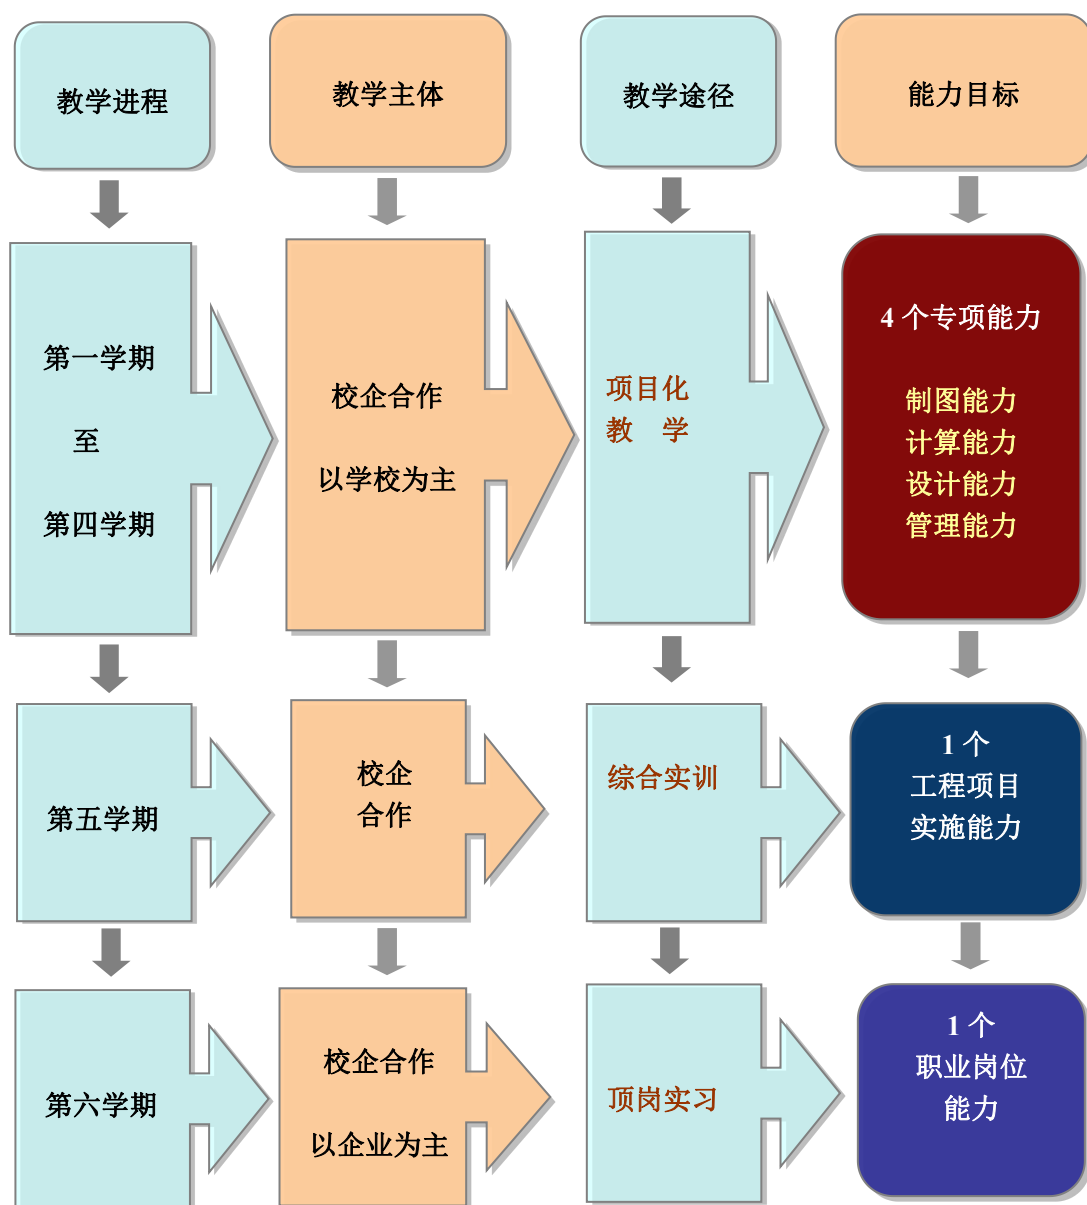 教学进程
教学主体
教学途径
能力目标
第一学期
至
第四学期
校企合作
以学校为主
项目化
教 学
4 个专项能力
制图能力
计算能力
设计能力
管理能力
第五学期
校企
合作
综合实训
1 个
工程项目
实施能力
第六学期
校企合作
以企业为主
顶岗实习
1 个
职业岗位
能力